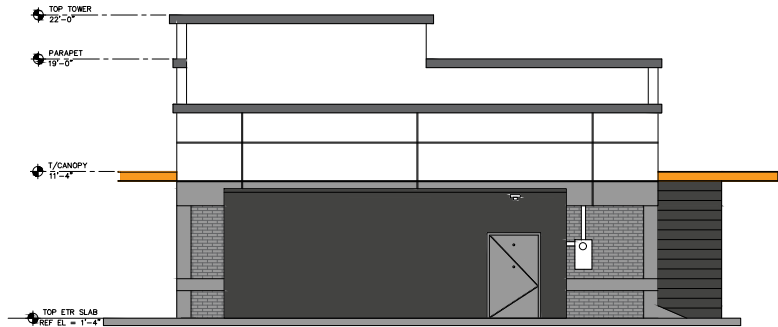 TOP TOWER
22'-0"
PARAPET
19'-0"
T/CANOPY
11'-4"
TOP ETR SLAB
REF EL = 1'-4"